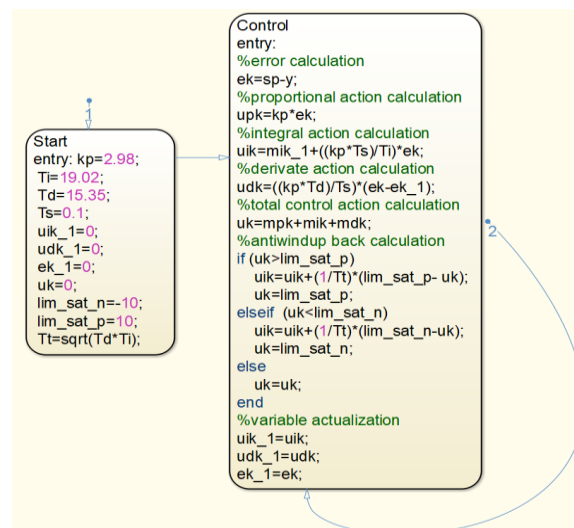 1
Start
entry: kp=2.98;
Ti=19.02;
Td=15.35;
Ts=0.1;
uik_1=0;
udk_1=0;
ek_1=0;
uk=0;
lim_sat_n=-10;
lim_sat_p=10;
Tt=sqrt(Td*Ti);
Control
entry:
%error calculation
ek=sp-y;
%proportional action calculation
upk=kp*ek;
%integral action calculation
uik=mik_1+((kp*Ts)/Ti)*ek;
%derivate action calculation
udk=((kp*Td)/Ts)*(ek-ek_1);
%total control action calculation
uk=mpk+mik+mdk;
%antiwindup back calculation
if (uk>lim_sat_p)
uik=uik+(1/Tt)*(lim_sat_p- uk);
uk=lim_sat_p;
elseif (uk<lim_sat_n)
uik=uik+(1/Tt)*(lim_sat_n-uk);
uk=lim_sat_n;
else
uk=uk;
end
%variable actualization
uik_1=uik;
udk_1=udk;
ek_1=ek;
2